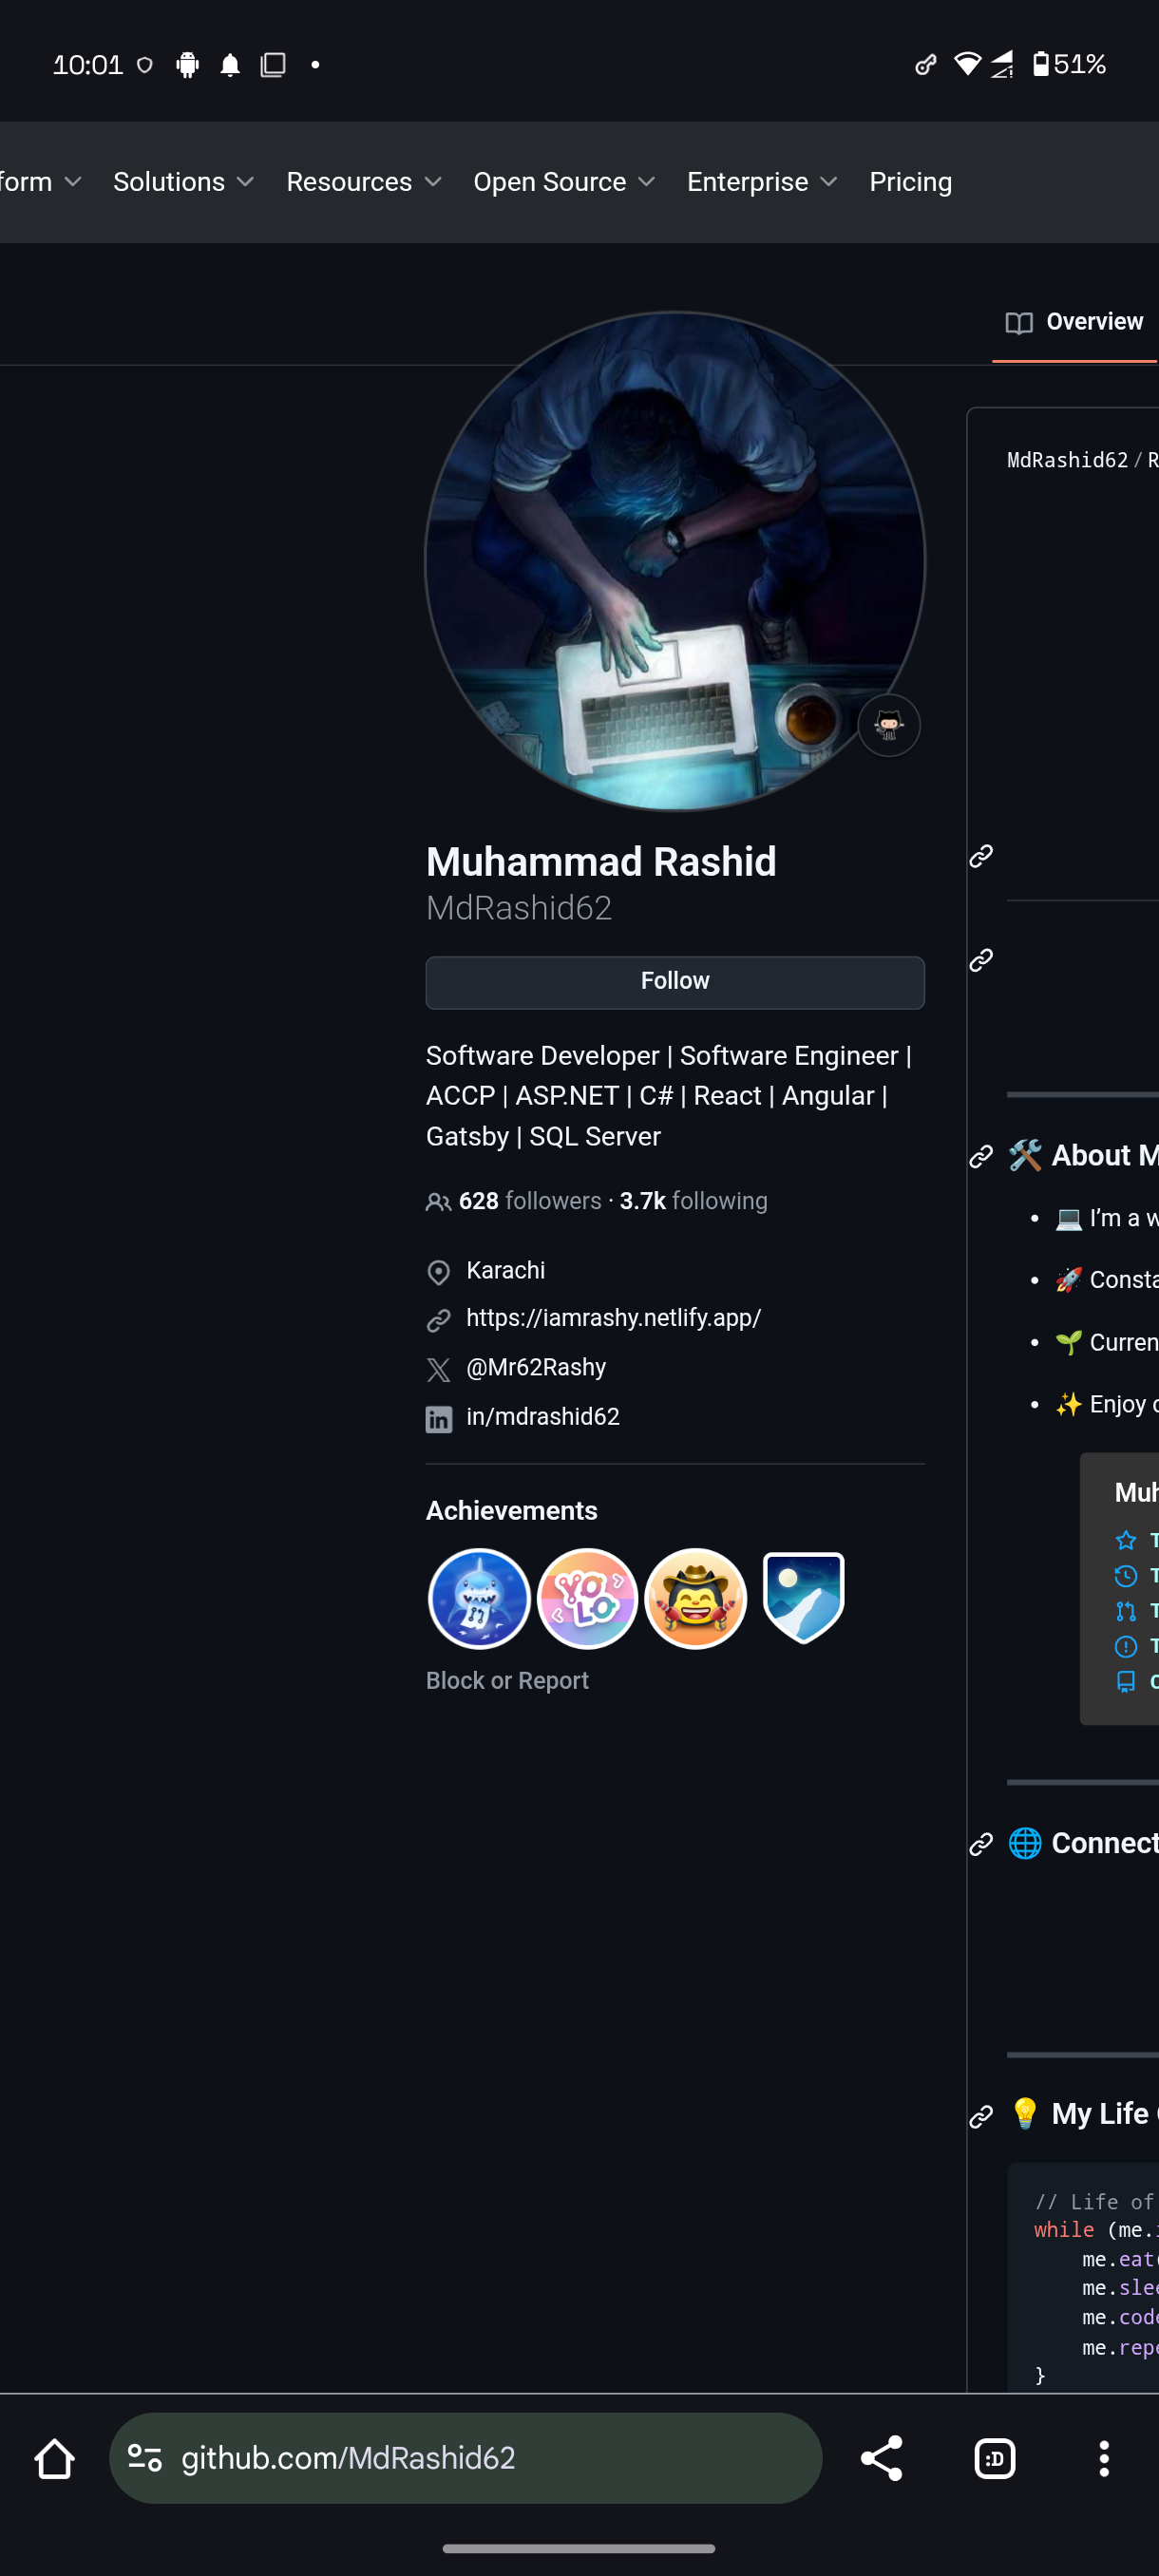 10:01
51%
form
Solutions
Resources
Open Source
Enterprise
Pricing
Overview
MdRashid62 / R
Muhammad Rashid
MdRashid62
Follow
Software Developer | Software Engineer |
ACCP | ASP.NET | C# | React | Angular |
Gatsby | SQL Server
628 followers · 3.7k following
Karachi
https://iamrashy.netlify.app/
@Mr62Rashy
in/mdrashid62
Achievements
YOLO
Block or Report
🛠️ About M
💻 I’m a w
🚀 Consta
🌱 Curren
✨ Enjoy c
Muh
T
T
T
T
C
🌐 Connect
💡 My Life
// Life of
while (me.
me.eat(
me.slee
me.code
me.repe
}
github.com/MdRashid62
:D